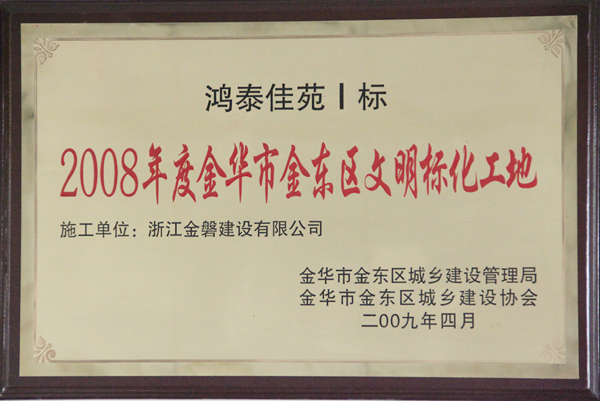 鸿泰佳苑Ⅰ标
2008年度金华市金东区文明标化工地
施工单位：浙江金磐建设有限公司
金华市金东区城乡建设管理局
金华市金东区城乡建设协会
二00九年四月